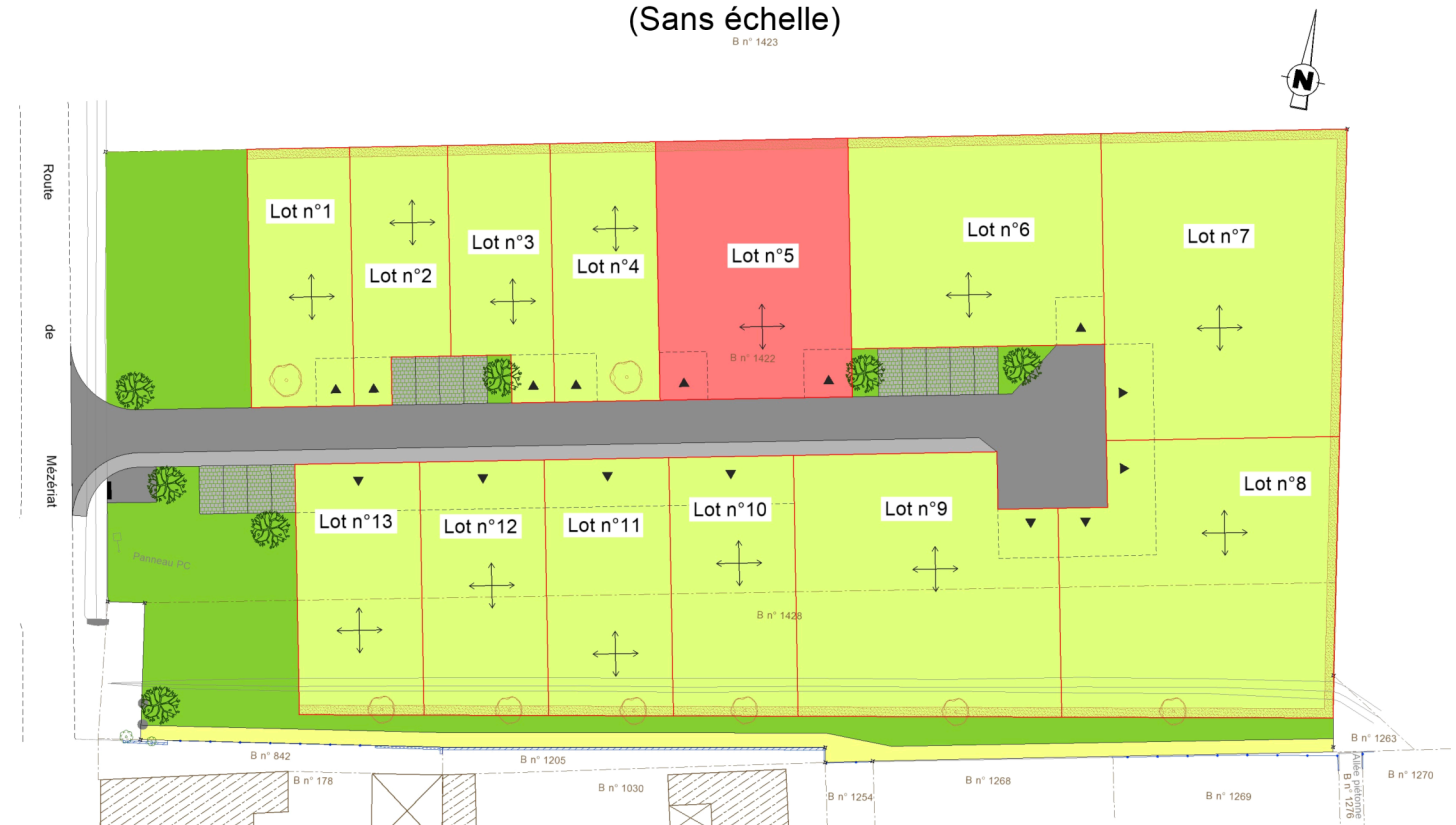 (Sans échelle)
B n° 1423
N
Route
de
Mézériat
Lot n°1
Lot n°2
Lot n°3
Lot n°4
Lot n°5
Lot n°6
Lot n°7
B n° 1422
Lot n°8
Lot n°9
Lot n°10
Lot n°11
Lot n°12
Lot n°13
Panneau PC
B n° 1428
B n° 842
B n° 178
B n° 1205
B n° 1030
B n° 1254
B n° 1268
B n° 1269
Allée piétonne
B n° 1276
B n° 1263
B n° 1270